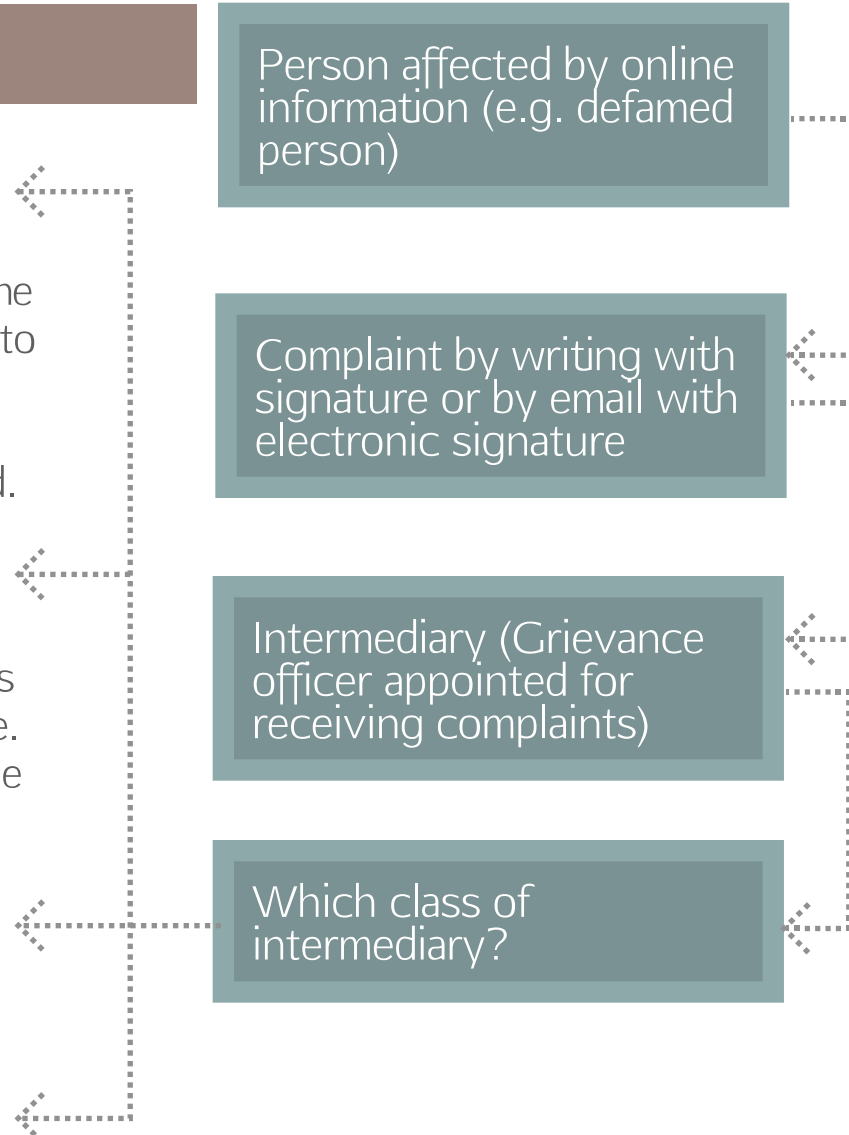 Person affected by online
information (e.g. defamed
person)
to
Complaint by writing with
signature or by email with
electronic signature
Intermediary (Grievance
officer appointed for
receiving complaints)
Which class of
intermediary?